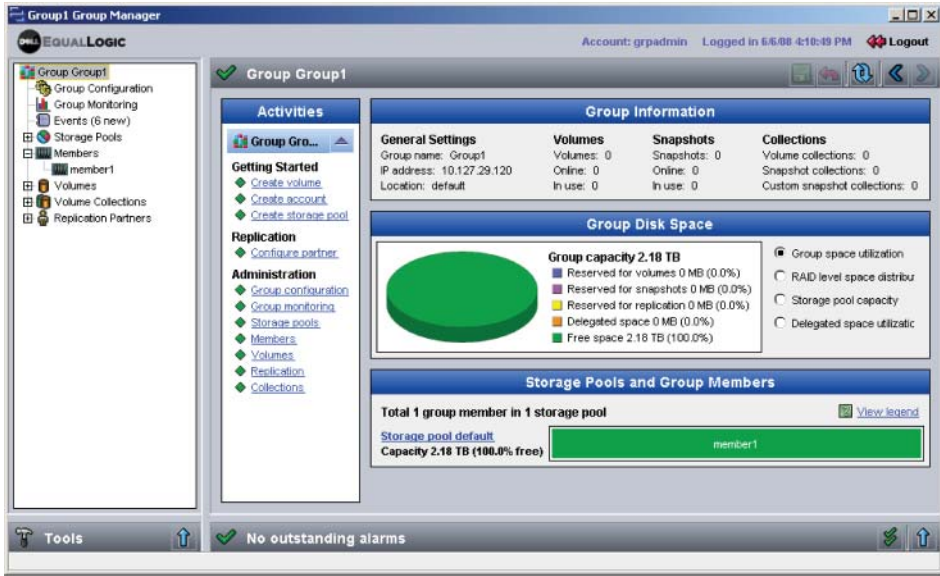 Group1 Group Manager
DELL EQUALLOGIC
Account: grpadmin Logged in 6/6/08 4:10:49 PM Logout
Group Group1
Group Configuration
Group Monitoring
Events (6 new)
Storage Pools
Members
member1
Volumes
Volume Collections
Replication Partners
Tools
Group Group1
Activities
Group Gro...
Getting Started
Create volume
Create account
Create storage pool
Replication
Configure partner
Administration
Group configuration
Group monitoring
Storage pools
Members
Volumes
Replication
Collections
Group Information
General Settings
Group name: Group1
IP address: 10.127.29.120
Location: default
Volumes
Volumes: 0
Online: 0
In use: 0
Snapshots
Snapshots: 0
Online: 0
In use: 0
Collections
Volume collections: 0
Snapshot collections: 0
Custom snapshot collections: 0
Group Disk Space
Group capacity 2.18 TB
Reserved for volumes 0 MB (0.0%)
Reserved for snapshots 0 MB (0.0%)
Reserved for replication 0 MB (0.0%)
Delegated space 0 MB (0.0%)
Free space 2.18 TB (100.0%)
Group space utilization
RAID level space distribu
Storage pool capacity
Delegated space utilizatic
Storage Pools and Group Members
Total 1 group member in 1 storage pool
View legend
Storage pool default
Capacity 2.18 TB (100.0% free)
member1
No outstanding alarms